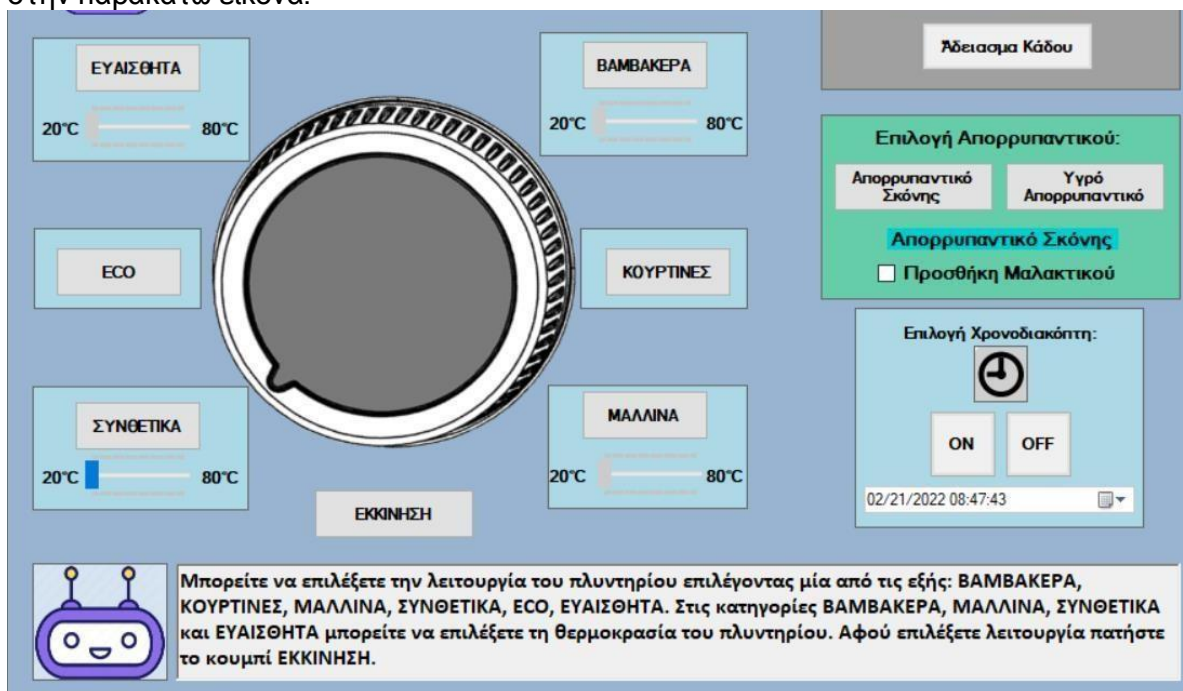 στην παρακάτω εικόνα.
ΕΥΑΙΣΘΗΤΑ
20°C 80°C
ECO
ΣΥΝΘΕΤΙΚΑ
20°C 80°C
ΕΚΚΙΝΗΣΗ
ΒΑΜΒΑΚΕΡΑ
20°C 80°C
ΚΟΥΡΤΙΝΕΣ
ΜΑΛΛΙΝΑ
20°C 80°C
Άδειασμα Κάδου
Επιλογή Απορρυπαντικού:
Απορρυπαντικό
Σκόνης
Υγρό
Απορρυπαντικό
Απορρυπαντικό Σκόνης
Προσθήκη Μαλακτικού
Επιλογή Χρονοδιακόπτη:
ON OFF
02/21/2022 08:47:43
Μπορείτε να επιλέξετε την λειτουργία του πλυντηρίου επιλέγοντας μία από τις εξής: ΒΑΜΒΑΚΕΡΑ,
ΚΟΥΡΤΙΝΕΣ, ΜΑΛΛΙΝΑ, ΣΥΝΘΕΤΙΚΑ, ECO, ΕΥΑΙΣΘΗΤΑ. Στις κατηγορίες ΒΑΜΒΑΚΕΡΑ, ΜΑΛΛΙΝΑ, ΣΥΝΘΕΤΙΚΑ
και ΕΥΑΙΣΘΗΤΑ μπορείτε να επιλέξετε τη θερμοκρασία του πλυντηρίου. Αφού επιλέξετε λειτουργία πατήστε
το κουμπί ΕΚΚΙΝΗΣΗ.